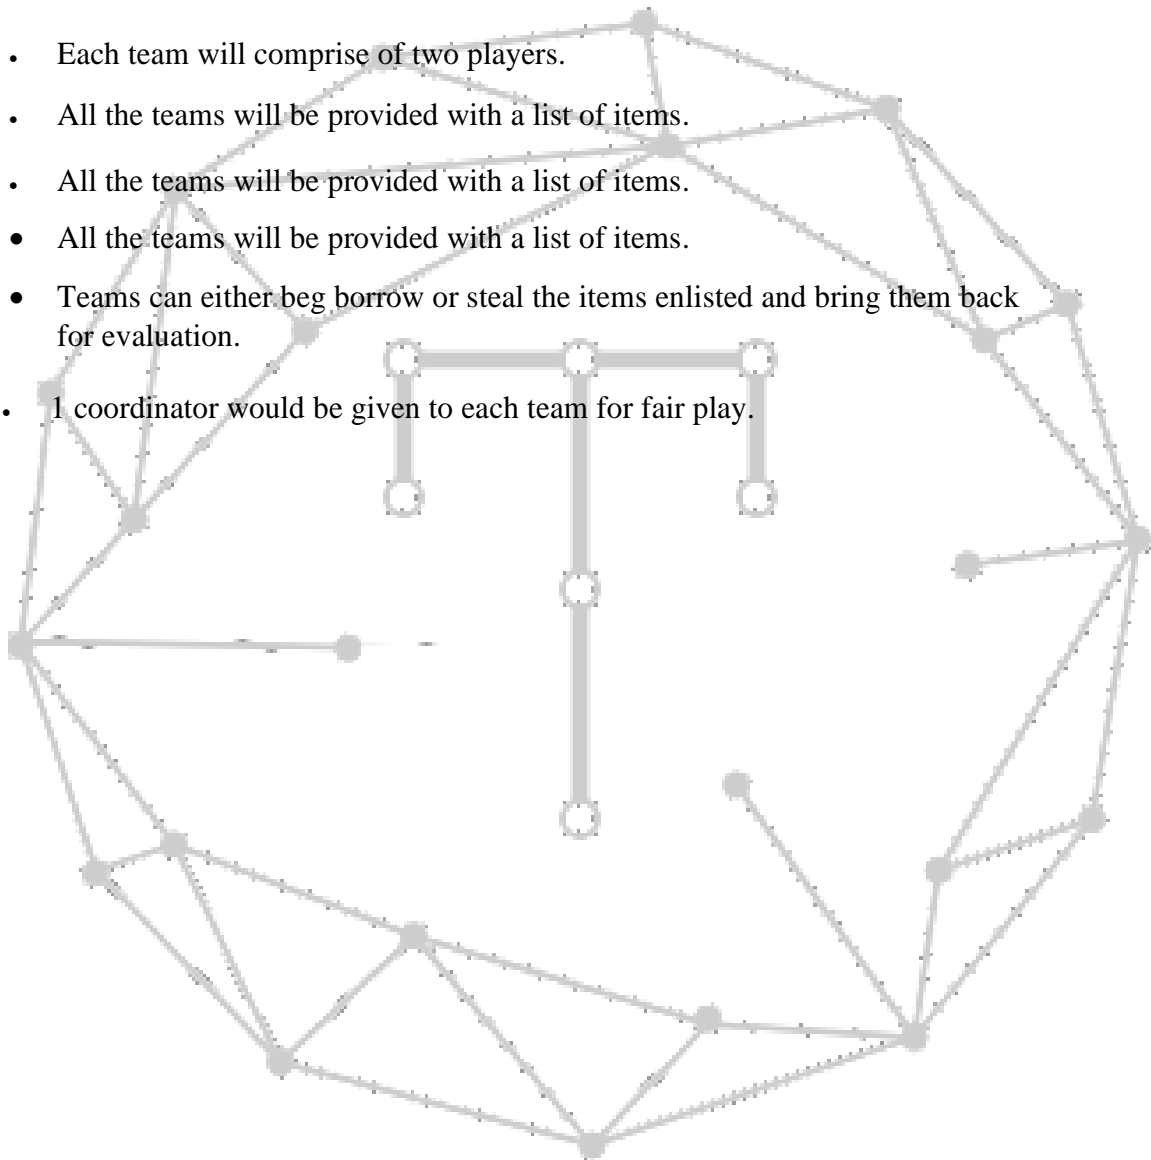 • Each team will comprise of two players.
• All the teams will be provided with a list of items.
• All the teams will be provided with a list of items.
• All the teams will be provided with a list of items.
• Teams can either beg borrow or steal the items enlisted and bring them back
for evaluation.
• 1 coordinator would be given to each team for fair play.